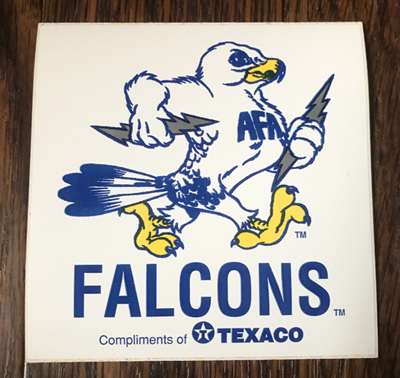 AFA
TM
FALCONS TM
Compliments of TEXACO